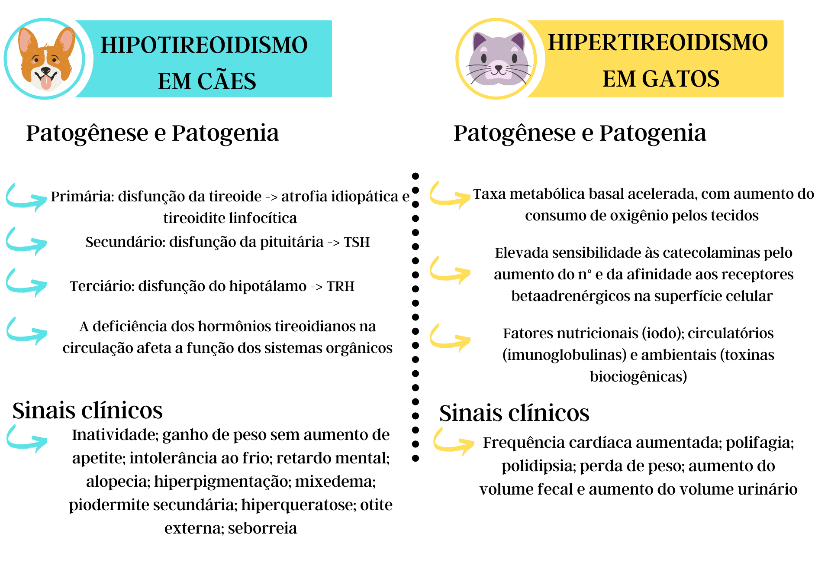 HIPOTIREOIDISMO
EM CÃES
Patogênese e Patogenia
Primária: disfunção da tireoide -> atrofia idiopática e
tireoidite linfocítica
Secundário: disfunção da pituitária -> TSH
Terciário: disfunção do hipotálamo -> TRH
A deficiência dos hormônios tireoidianos na
circulação afeta a função dos sistemas orgânicos
Sinais clínicos
Inatividade; ganho de peso sem aumento de
apetite; intolerância ao frio; retardo mental;
alopecia; hiperpigmentação; mixedema;
piodermite secundária; hiperqueratose; otite
externa; seborreia
HIPERTIREOIDISMO
EM GATOS
Patogênese e Patogenia
Taxa metabólica basal acelerada, com aumento do
consumo de oxigênio pelos tecidos
Elevada sensibilidade às catecolaminas pelo
aumento do n° e da afinidade aos receptores
betaadrenérgicos na superfície celular
Fatores nutricionais (iodo); circulatórios
(imunoglobulinas) e ambientais (toxinas
biociogênicas)
Sinais clínicos
Frequência cardíaca aumentada; polifagia;
polidipsia; perda de peso; aumento do
volume fecal e aumento do volume urinário